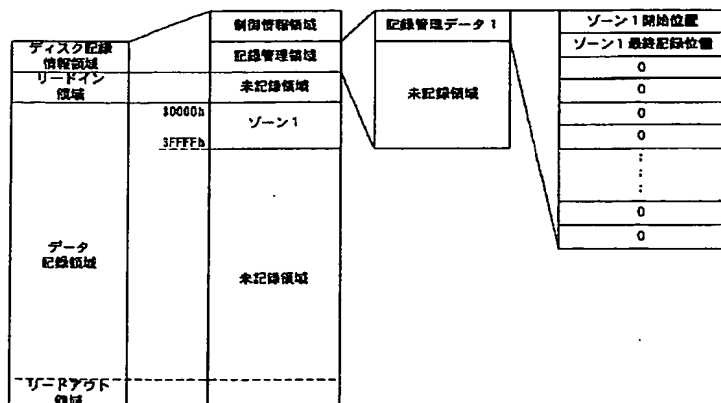 ディスク記録
情報領域
リードイン
領域
データ
記録領域
リードアウト
領域
30000h
3FFFFh
制御情報領域
記録管理領域
未記録領域
ゾーン1
未記録領域
記録管理データ1
未記録領域
ゾーン1開始位置
ゾーン1最終記録位置
0
0
0
0
:
:
:
0
0